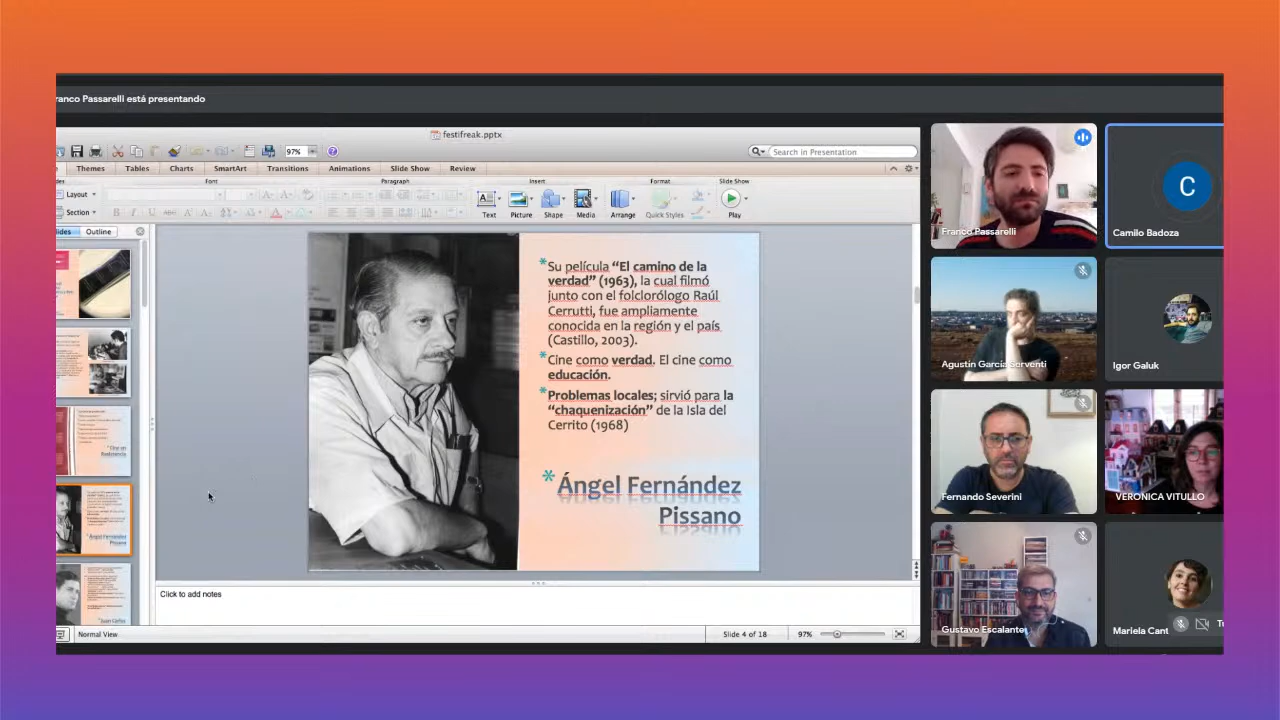 ranco Passarelli está presentando
festifreak.pptx
97%
Search in Presentation
Themes
Tables
Charts
SmartArt
Transitions
Animations
Slide Show
Review
Font
Paragraph
Insert
Format
Slide Show
Layout
Section
Text
Picture
Shape
Media
Arrange
Quick Styles
Play
Outline
*Su película “El camino de la
verdad” (1963), la cual filmó
junto con el folclorólogo Raúl
Cerrutti, fue ampliamente
conocida en la región y el país
(Castillo, 2003).
*Cine como verdad. El cine como
educación.
*Problemas locales; sirvió para la
“chaquenización” de la Isla del
Cerrito (1968)
*Ángel Fernández
Pissano
Click to add notes
Normal View
Slide 4 of 18
97%
Franco Passarelli
C
Camilo Badoza
Agustin García Serventi
Igor Galuk
Fernando Severini
VERONICA VITULLO
Gustavo Escalante
Mariela Cant